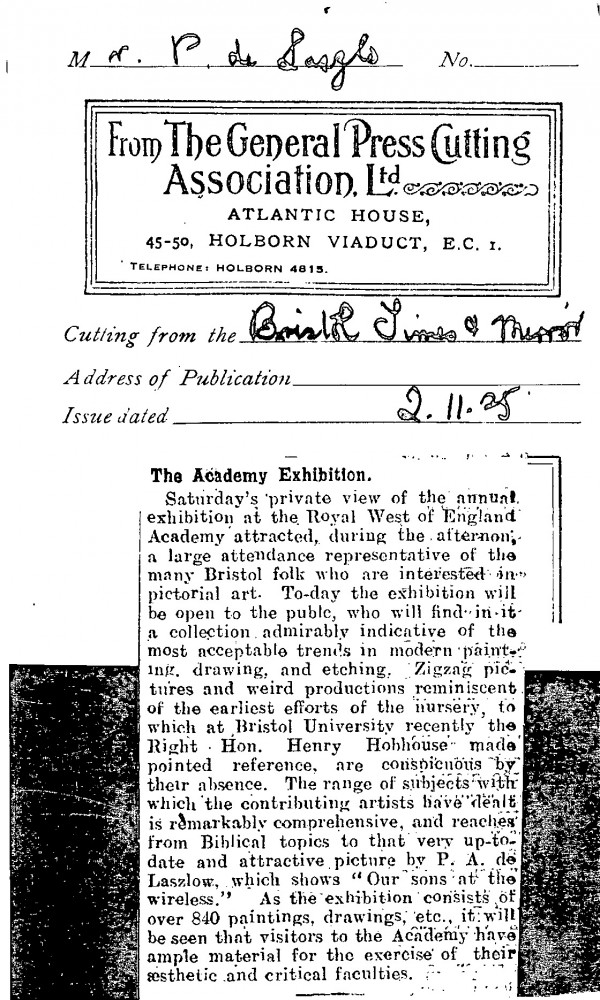 Mr. P. de Laszlo No.
From The General Press Cutting
Association, Ltd.
ATLANTIC HOUSE,
45-50, HOLBORN VIADUCT, E.C. 1.
TELEPHONE: HOLBORN 4815.
Cutting from the Bristol Times & Mirror
Address of Publication
Issue dated 2.11.25
The Academy Exhibition.
Saturday's private view of the annual
exhibition at the Royal West of England
Academy attracted, during the afternon,
a large attendance representative of the
many Bristol folk who are interested in
pictorial art. To-day the exhibition will
be open to the publc, who will find in it
a collection admirably indicative of the
most acceptable trends in modern paint-
ing, drawing, and etching. Zigzag pic-
tures and weird productions reminiscent
of the earliest efforts of the nursery, to
which at Bristol University recently the
Right Hon. Henry Hobhouse made
pointed reference, are conspicuous by
their absence. The range of subjects with
which the contributing artists have dealt
is remarkably comprehensive, and reaches
from Biblical topics to that very up-to-
date and attractive picture by P. A. de
Laszlow, which shows "Our sons at the
wireless." As the exhibition consists of
over 840 paintings, drawings, etc., it will
be seen that visitors to the Academy have
ample material for the exercise of their
æsthetic and critical faculties.